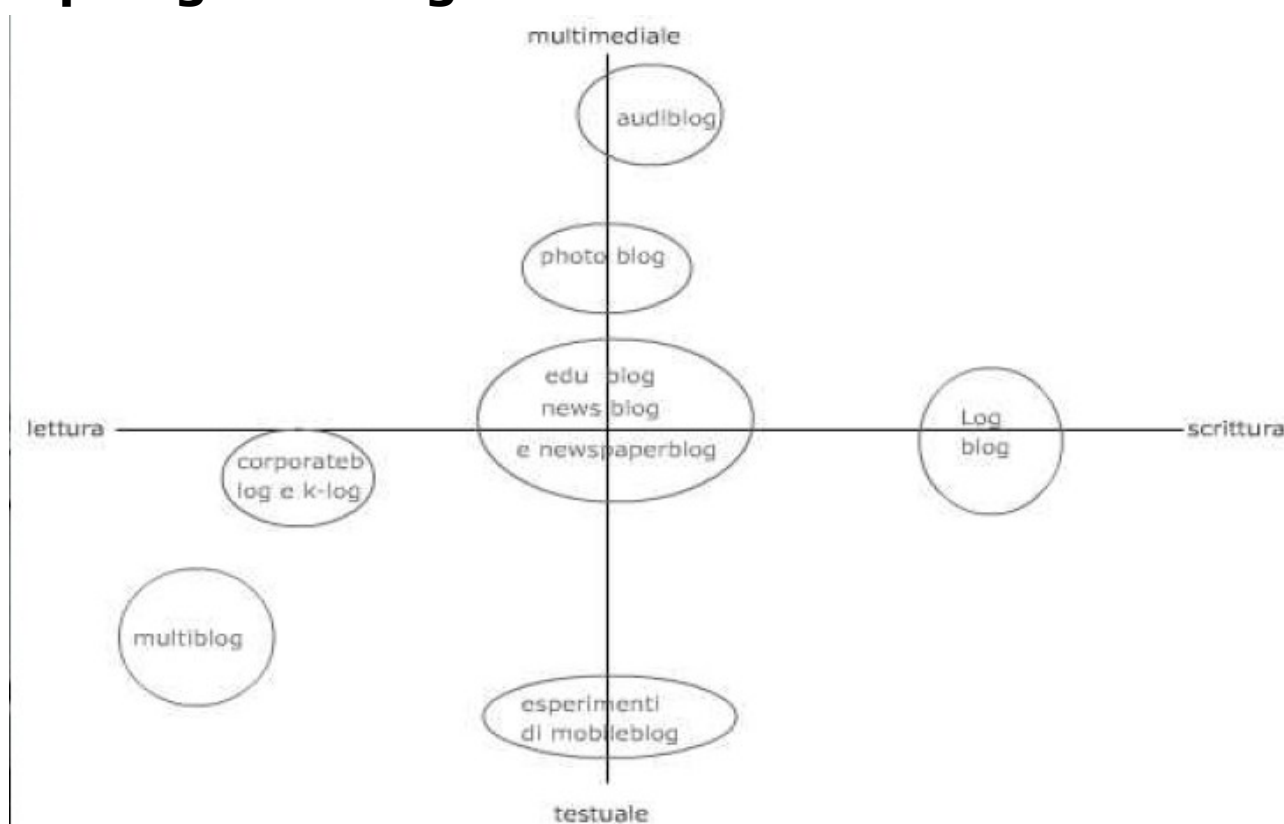 multimediale
audiblog
photo blog
edu blog
news blog
e newspaperblog
lettura
scrittura
Log
blog
corporateb
log e k-log
multiblog
esperimenti
di mobileblog
testuale